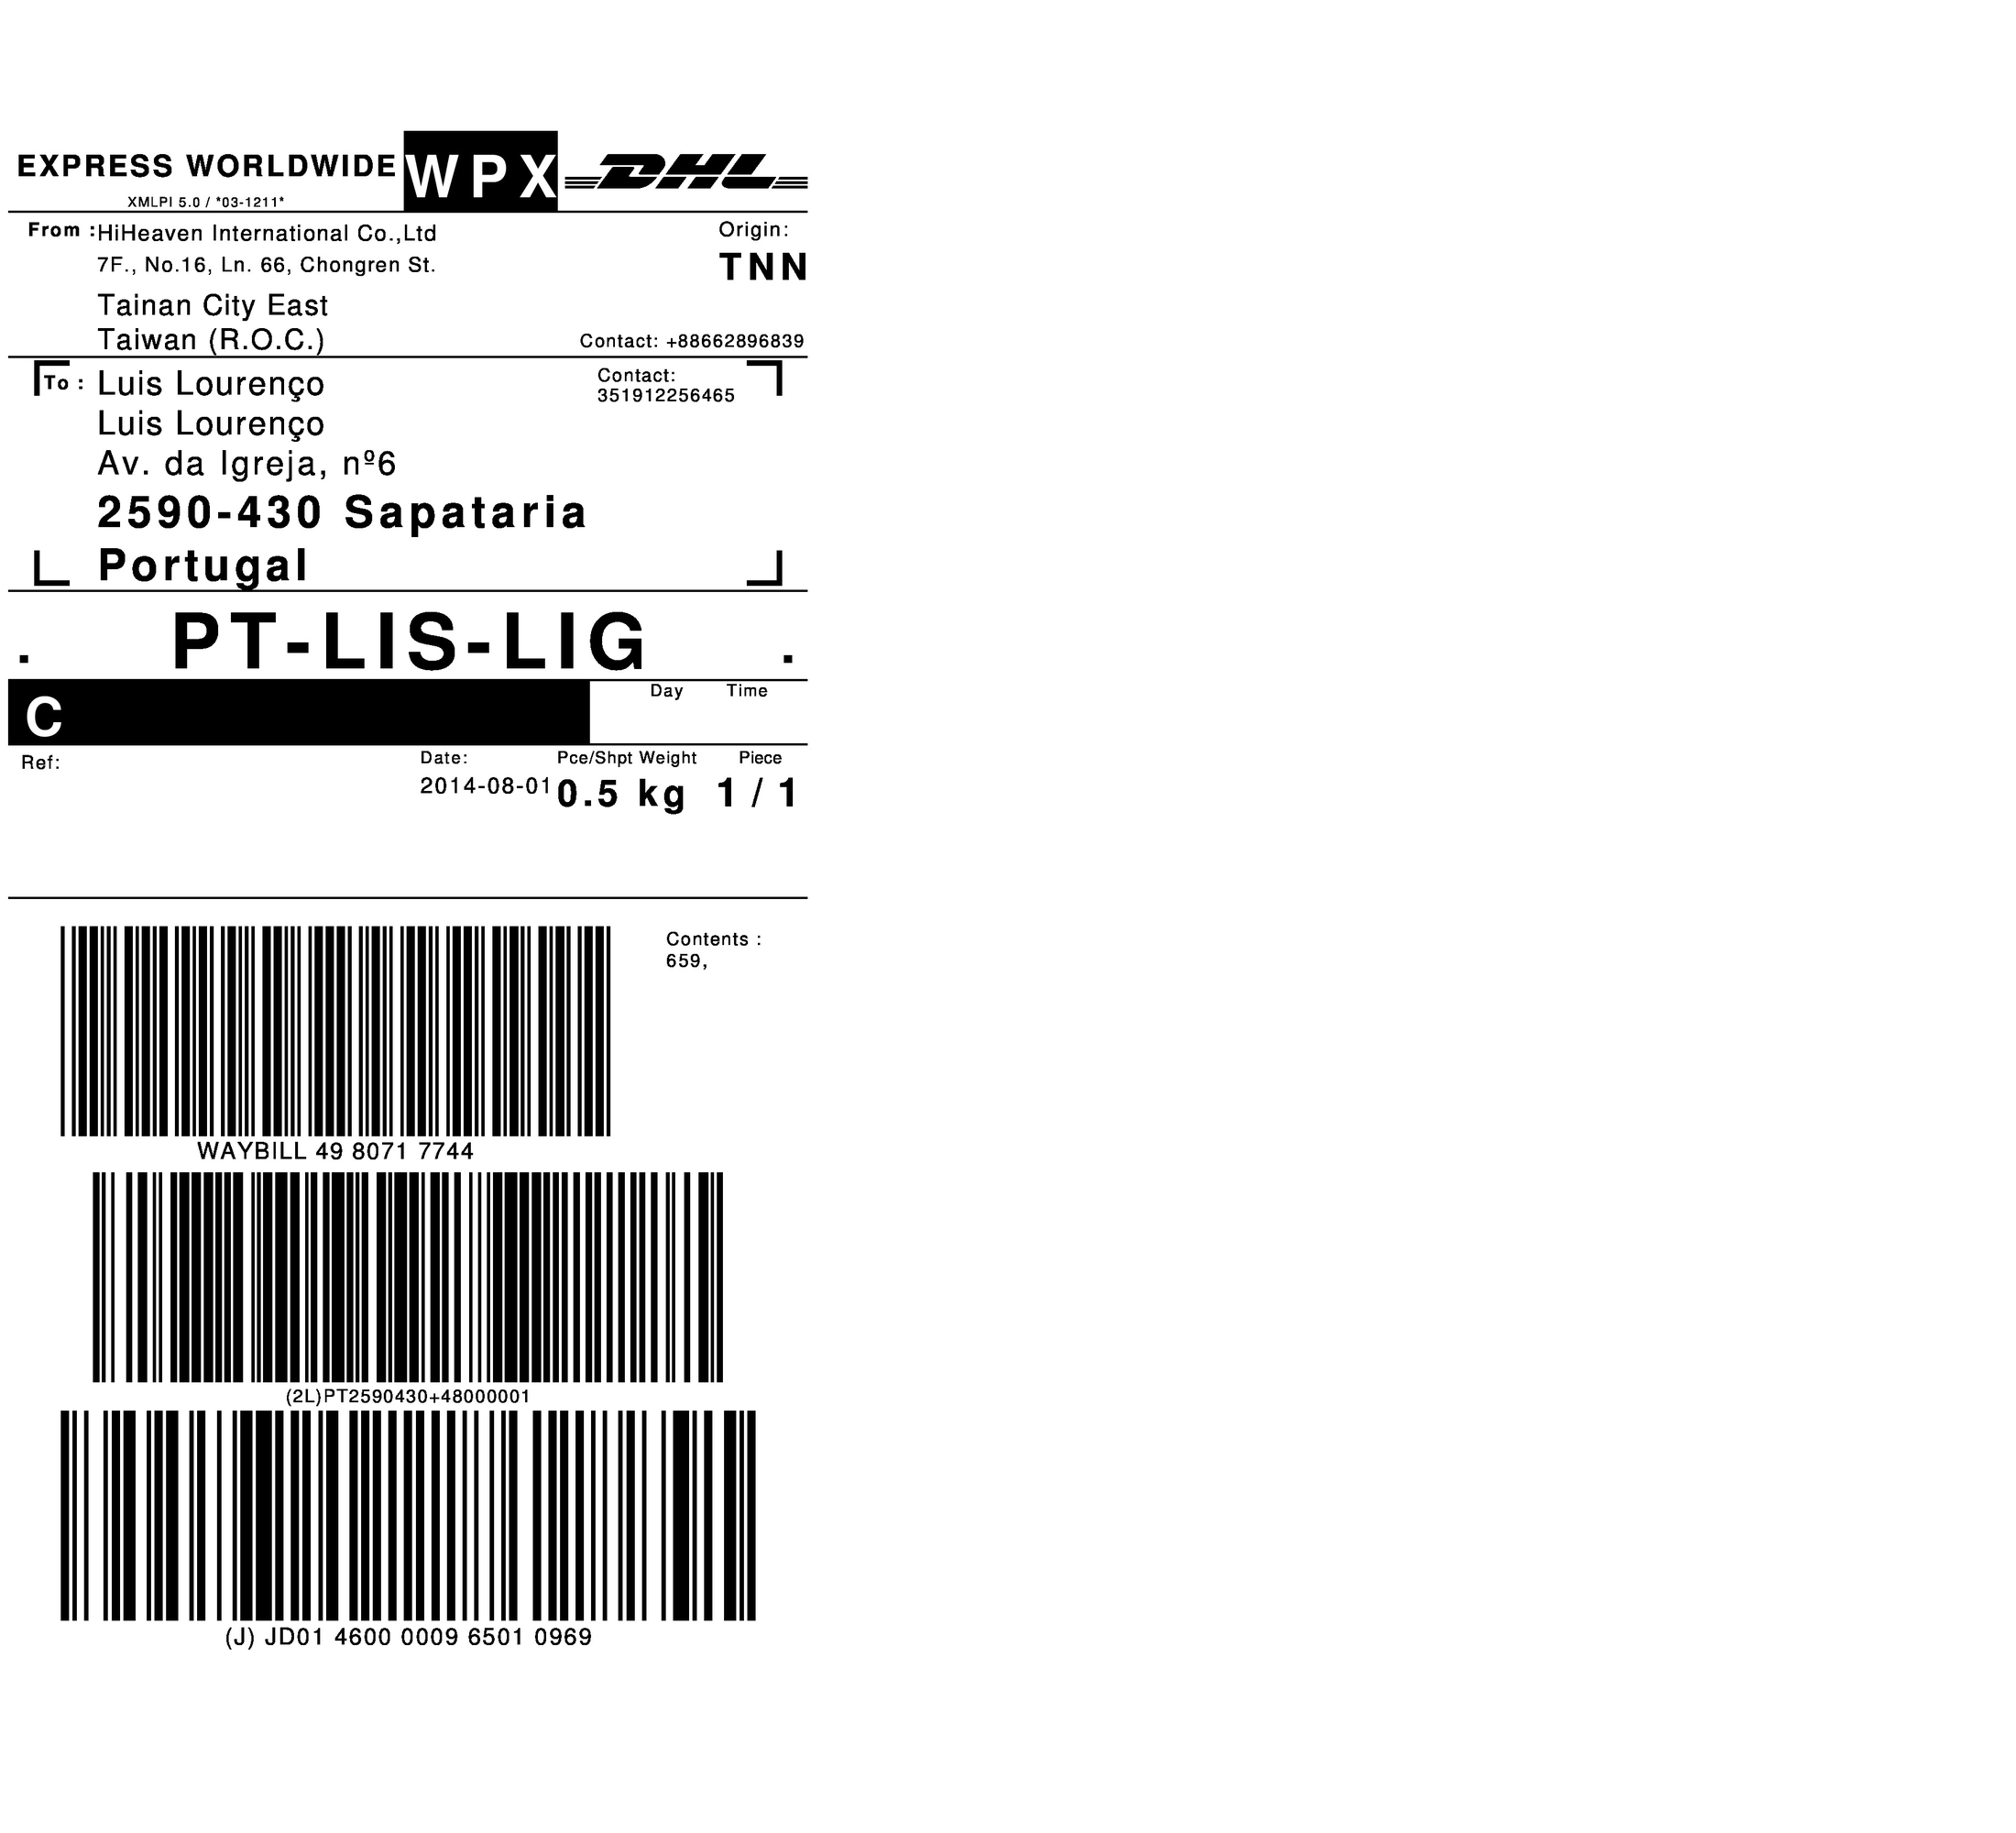 EXPRESS WORLDWIDE WPX DHL
XMLPI 5.0 / *03-1211*
From : HiHeaven International Co.,Ltd Origin:
7F., No.16, Ln. 66, Chongren St. TNN
Tainan City East
Taiwan (R.O.C.) Contact: +88662896839
To : Luis Lourenço Contact:
351912256465
Luis Lourenço
Av. da Igreja, nº6
2590-430 Sapataria
Portugal
. PT-LIS-LIG .
C Day Time
Ref: Date: Pce/Shpt Weight Piece
2014-08-01 0.5 kg 1 / 1
Contents :
659,
WAYBILL 49 8071 7744
(2L)PT2590430+48000001
(J) JD01 4600 0009 6501 0969